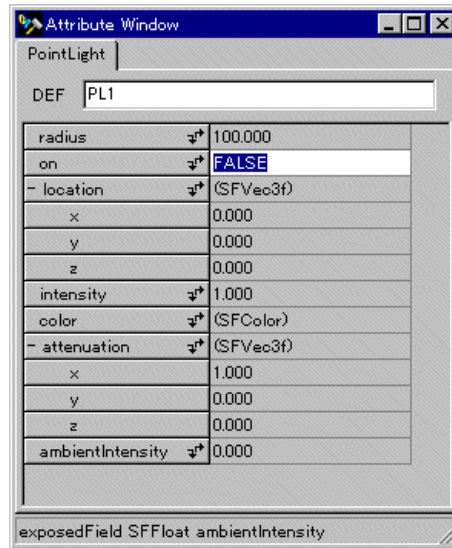 Attribute Window
PointLight
DEF PL1
radius 100.000
on FALSE
- location (SFVec3f)
x 0.000
y 0.000
z 0.000
intensity 1.000
color (SFColor)
- attenuation (SFVec3f)
x 1.000
y 0.000
z 0.000
ambientIntensity 0.000
exposedField SFFloat ambientIntensity